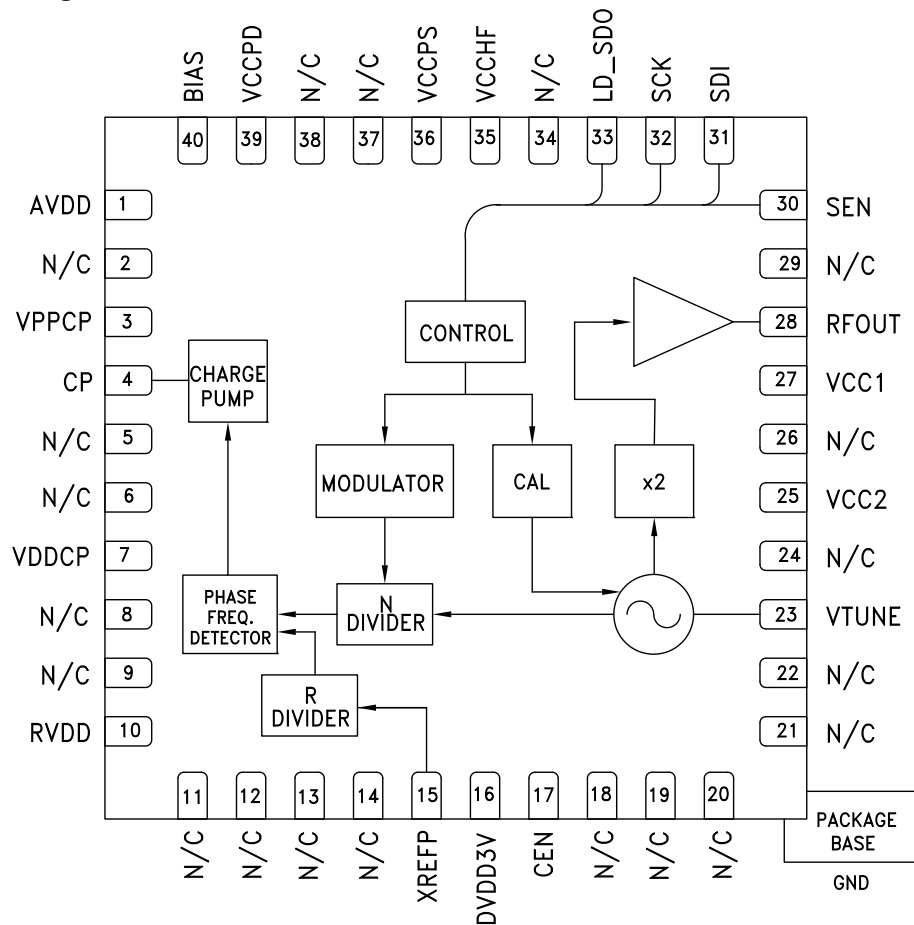 BIAS
VCCPD
N/C
N/C
VCCPS
VCCHF
N/C
LD_SDO
SCK
SDI
40
39
38
37
36
35
34
33
32
31
AVDD 1
30 SEN
N/C 2
29 N/C
VPPCP 3
28 RFOUT
CONTROL
CP 4
CHARGE
PUMP
27 VCC1
N/C 5
26 N/C
MODULATOR
CAL
x2
N/C 6
25 VCC2
VDDCP 7
24 N/C
PHASE
FREQ.
DETECTOR
N/C 8
N
DIVIDER
23 VTUNE
N/C 9
22 N/C
R
DIVIDER
RVDD 10
21 N/C
11
12
13
14
15
16
17
18
19
20
N/C
N/C
N/C
N/C
XREFP
DVDD3V
CEN
N/C
N/C
N/C
PACKAGE
BASE
GND